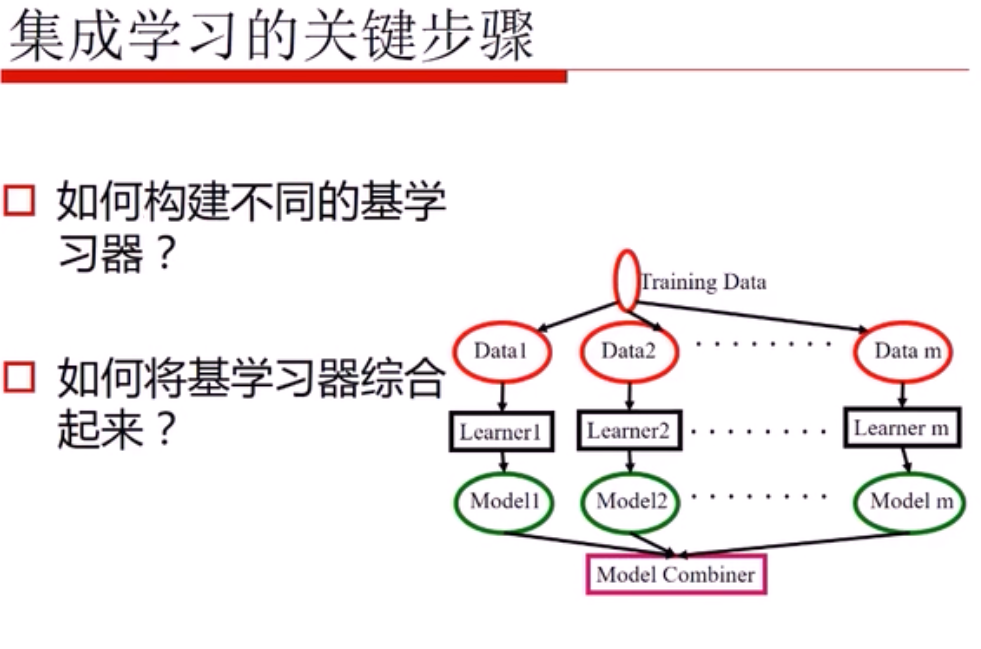 集成学习的关键步骤
如何构建不同的基学
习器？
如何将基学习器综合
起来？
Training Data
Data1
Data2
. . . . . . . .
Data m
Learner1
Learner2
. . . . . . . .
Learner m
Model1
Model2
. . . . . . . .
Model m
Model Combiner